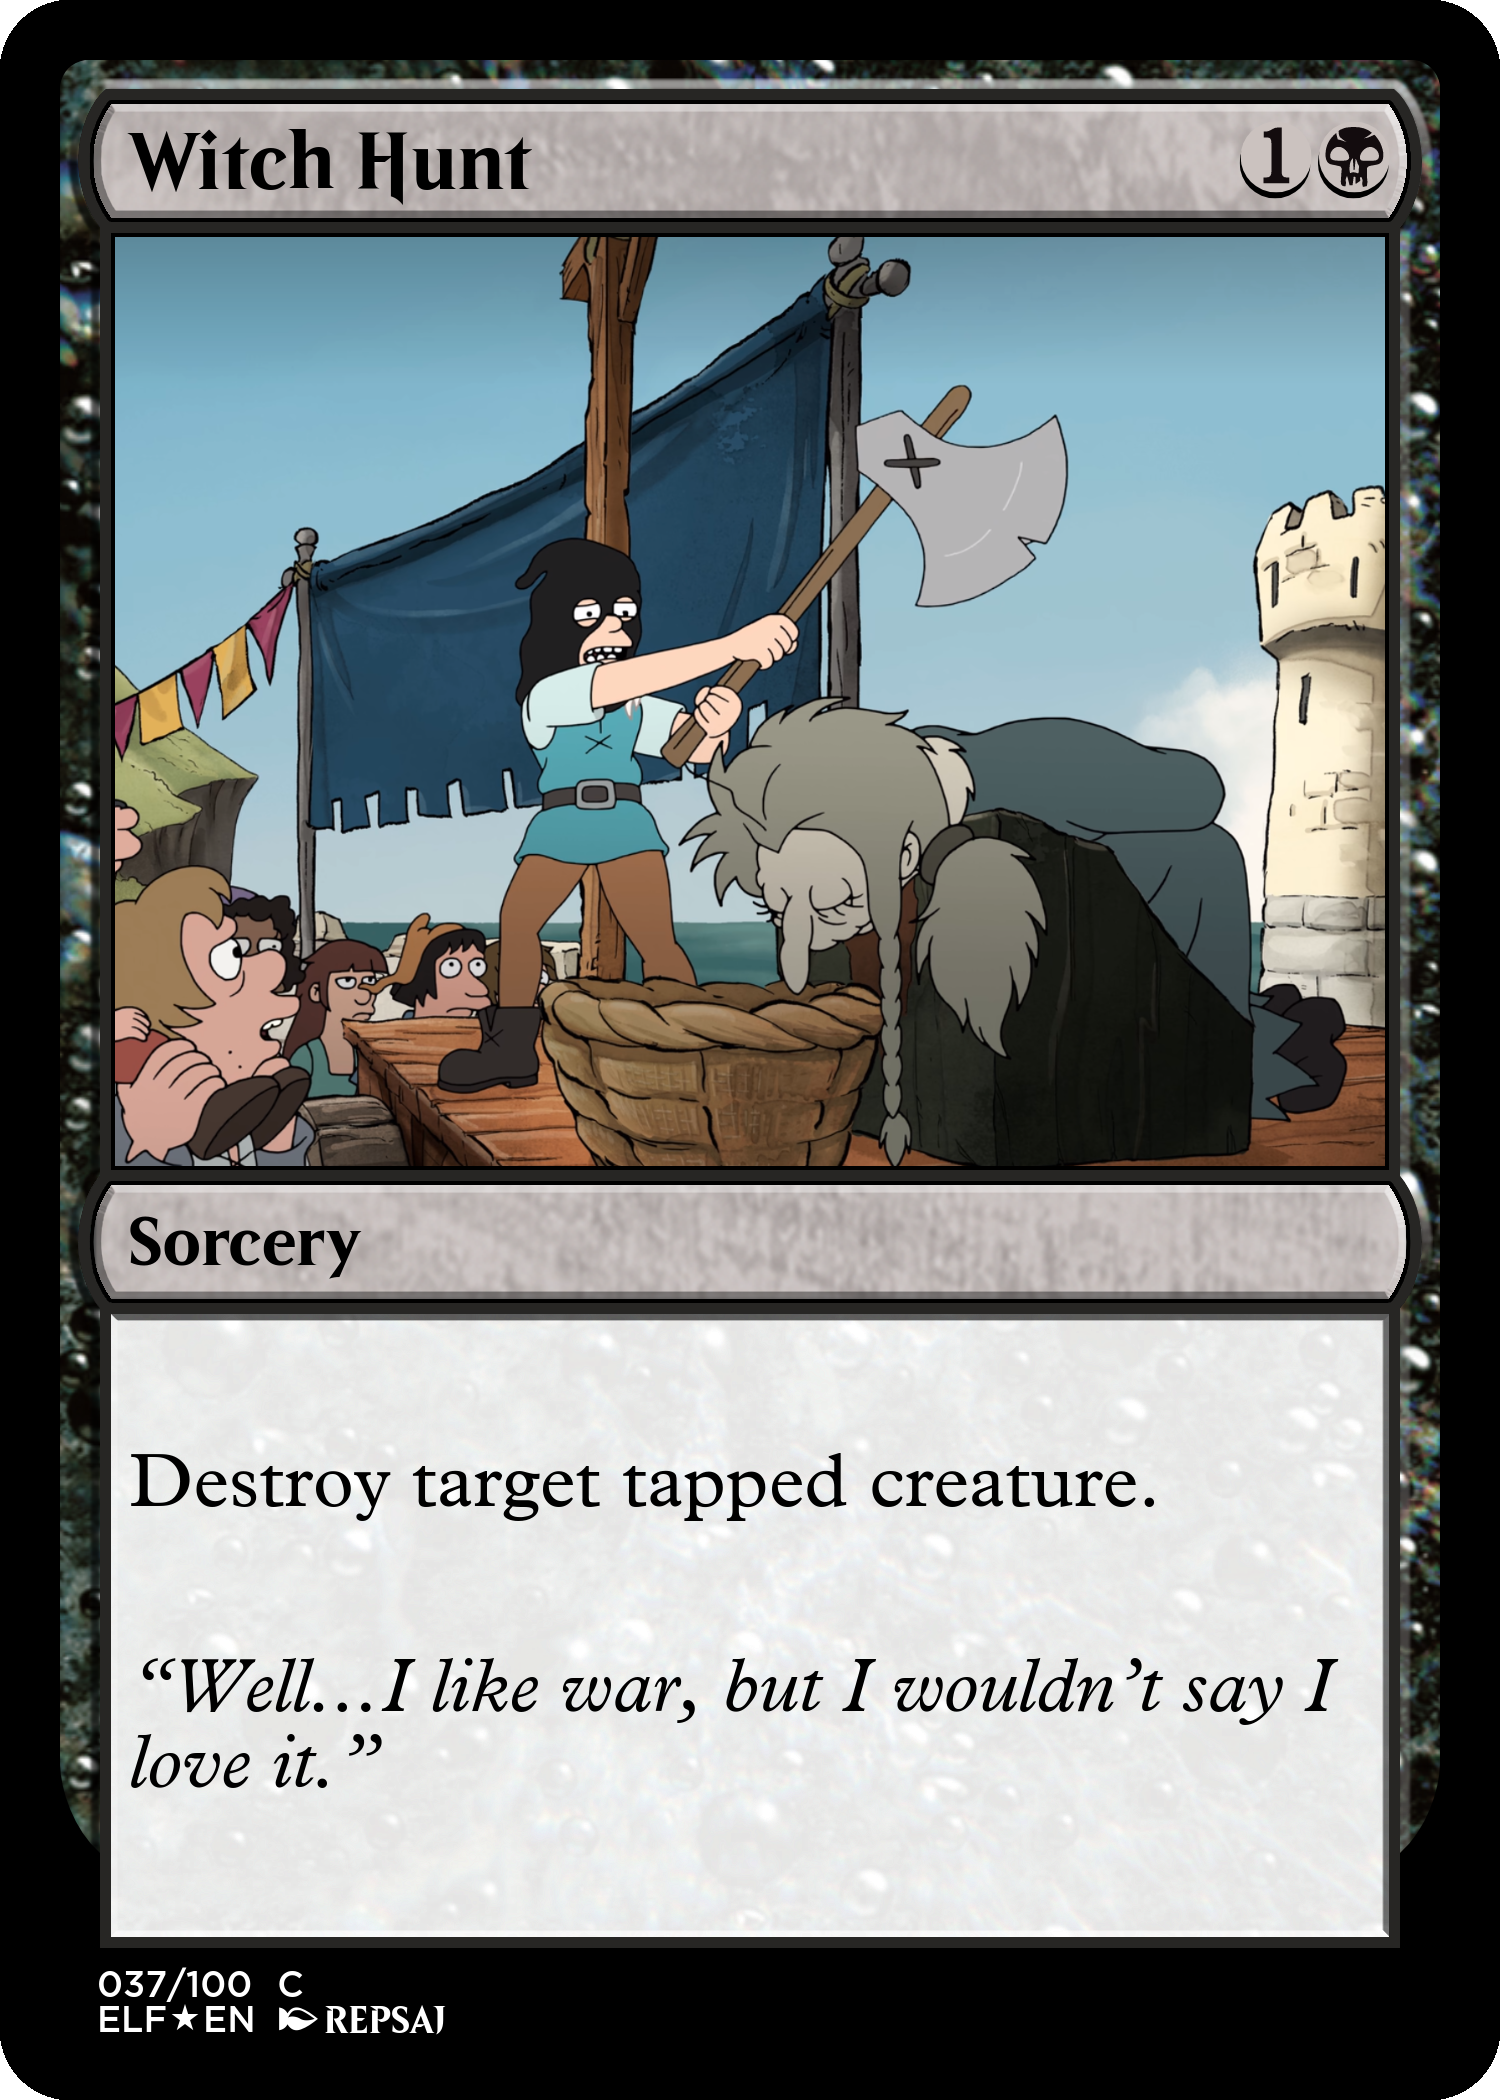 Witch Hunt 1
Sorcery
Destroy target tapped creature.
“Well...I like war, but I wouldn’t say I
love it.”
037/100 C
ELF★EN REPSAJ